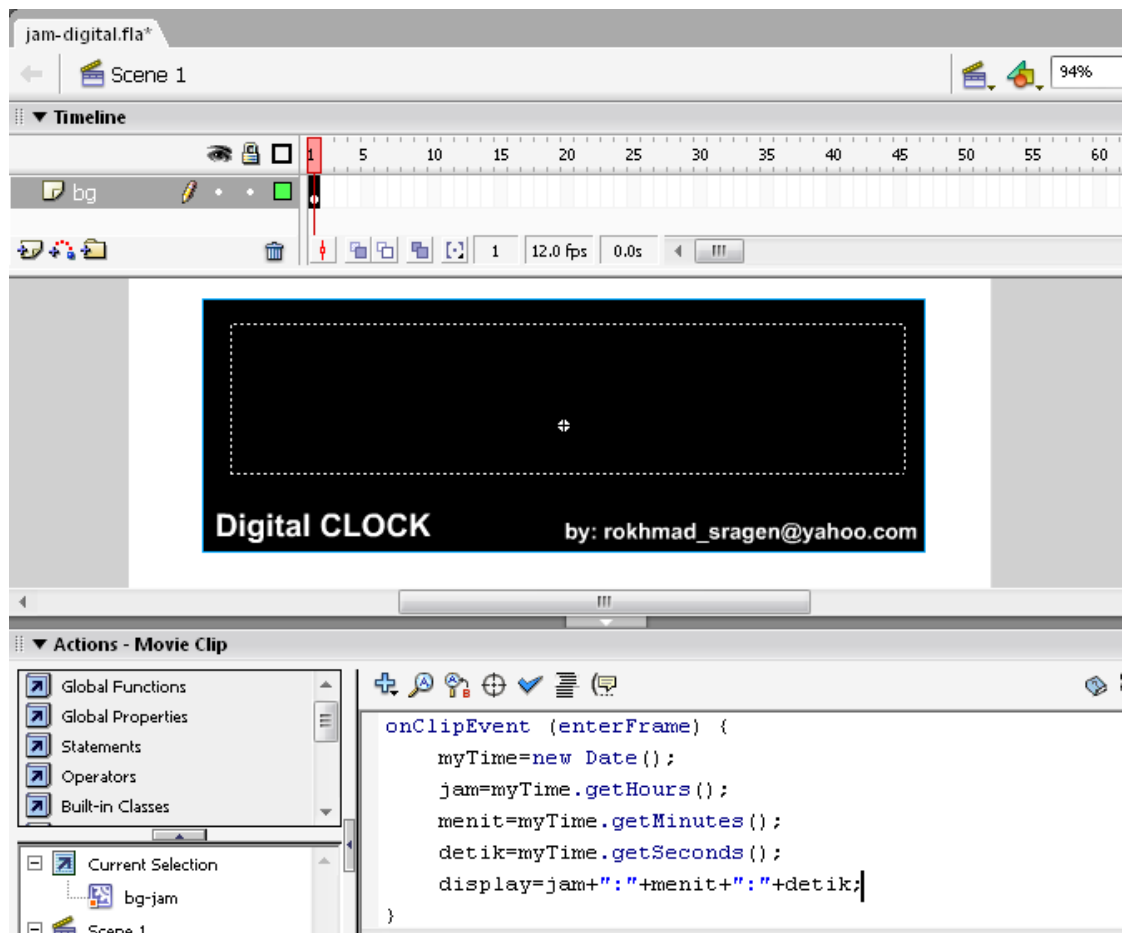 jam-digital.fla*
Scene 1
94%
Timeline
1 5 10 15 20 25 30 35 40 45 50 55 60
bg
1 12.0 fps 0.0s
Digital CLOCK
by: rokhmad_sragen@yahoo.com
Actions - Movie Clip
Global Functions
Global Properties
Statements
Operators
Built-in Classes
Current Selection
bg-jam
Scene 1
onClipEvent (enterFrame) {
myTime=new Date();
jam=myTime.getHours();
menit=myTime.getMinutes();
detik=myTime.getSeconds();
display=jam+":"+menit+":"+detik;
}